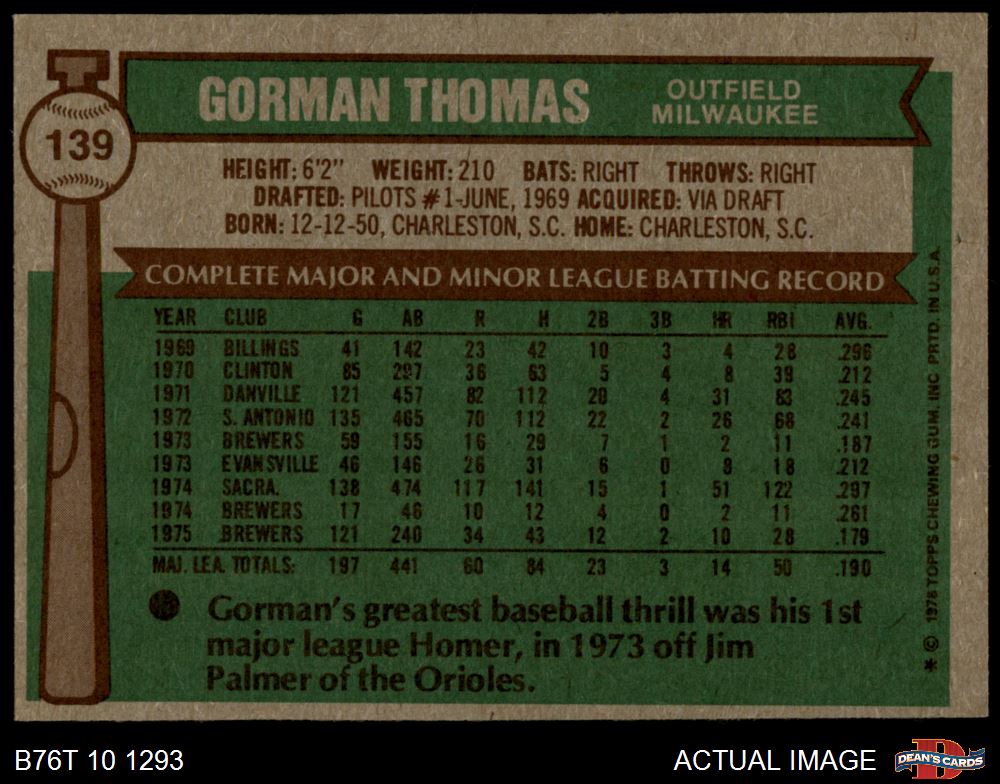 139
GORMAN THOMAS
OUTFIELD
MILWAUKEE
HEIGHT: 6'2" WEIGHT: 210 BATS: RIGHT THROWS: RIGHT
DRAFTED: PILOTS #1-JUNE, 1969 ACQUIRED: VIA DRAFT
BORN: 12-12-50, CHARLESTON, S.C. HOME: CHARLESTON, S.C.
COMPLETE MAJOR AND MINOR LEAGUE BATTING RECORD
YEAR CLUB G AB R H 2B 3B HR RBI AVG.
1969 BILLINGS 41 142 23 42 10 3 4 28 .296
1970 CLINTON 85 297 36 63 5 4 8 39 .212
1971 DANVILLE 121 457 82 112 20 4 31 83 .245
1972 S. ANTONIO 135 465 70 112 22 2 26 68 .241
1973 BREWERS 59 155 16 29 7 1 2 11 .187
1973 EVANSVILLE 46 146 26 31 6 0 8 18 .212
1974 SACRA. 138 474 117 141 15 1 51 122 .297
1974 BREWERS 17 46 10 12 4 0 2 11 .261
1975 BREWERS 121 240 34 43 12 2 10 28 .179
MAJ. LEA. TOTALS: 197 441 60 84 23 3 14 50 .190
Gorman's greatest baseball thrill was his 1st
major league Homer, in 1973 off Jim
Palmer of the Orioles.
* © 1976 TOPPS CHEWING GUM, INC. PRTD. IN U.S.A.
B76T 10 1293
ACTUAL IMAGE
DEAN'S CARDS